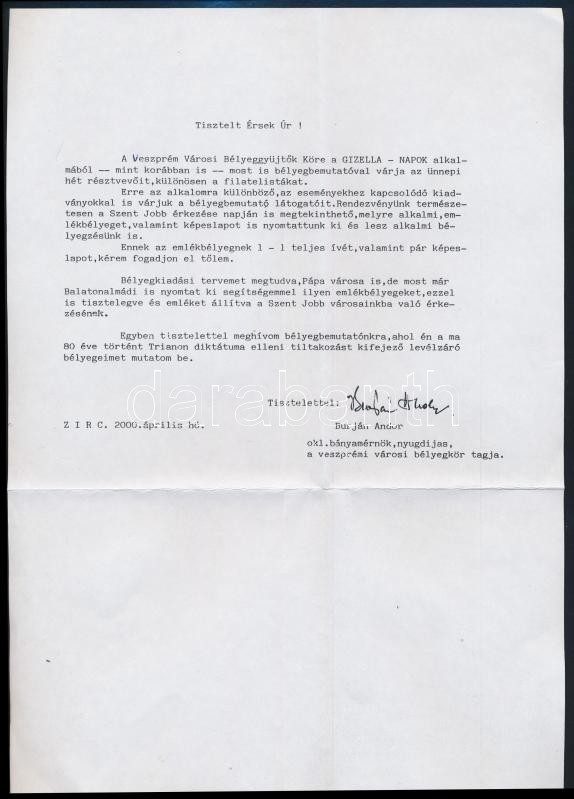 Tisztelt Érsek Úr !
A Veszprém Városi Bélyeggyüjtők Köre a GIZELLA - NAPOK alkal-
mából -- mint korábban is -- most is bélyegbemutatóval várja az ünnepi
hét résztvevőit,különösen a filatelistákat.
Erre az alkalomra különböző,az eseményekhez kapcsolódó kiad-
ványokkal is várjuk a bélyegbemutató látogatóit.Rendezvényünk természe-
tesen a Szent Jobb érkezése napján is megtekinthető,melyre alkalmi,em-
lékbélyeget,valamint képeslapot is nyomtattunk ki és lesz alkalmi bé-
lyegzésünk is.
Ennek az emlékbélyegnek l - l teljes ívét,valamint pár képes-
lapot,kérem fogadjon el tőlem.
Bélyegkiadási tervemet megtudva,Pápa városa is,de most már
Balatonalmádi is nyomtat ki segítségemmel ilyen emlékbélyegeket,ezzel
is tisztelegve és emléket állítva a Szent Jobb városainkba való érke-
zésének.
Egyben tisztelettel meghívom bélyegbemutatónkra,ahol én a ma
80 éve történt Trianon diktátuma elleni tiltakozást kifejező levélzáró
bélyegeimet mutatom be.
Tisztelettel:
darabanth
Z I R C. 2000.április hó.
Burján Andor
okl.bányamérnök,nyugdijas,
a veszprémi városi bélyegkör tagja.